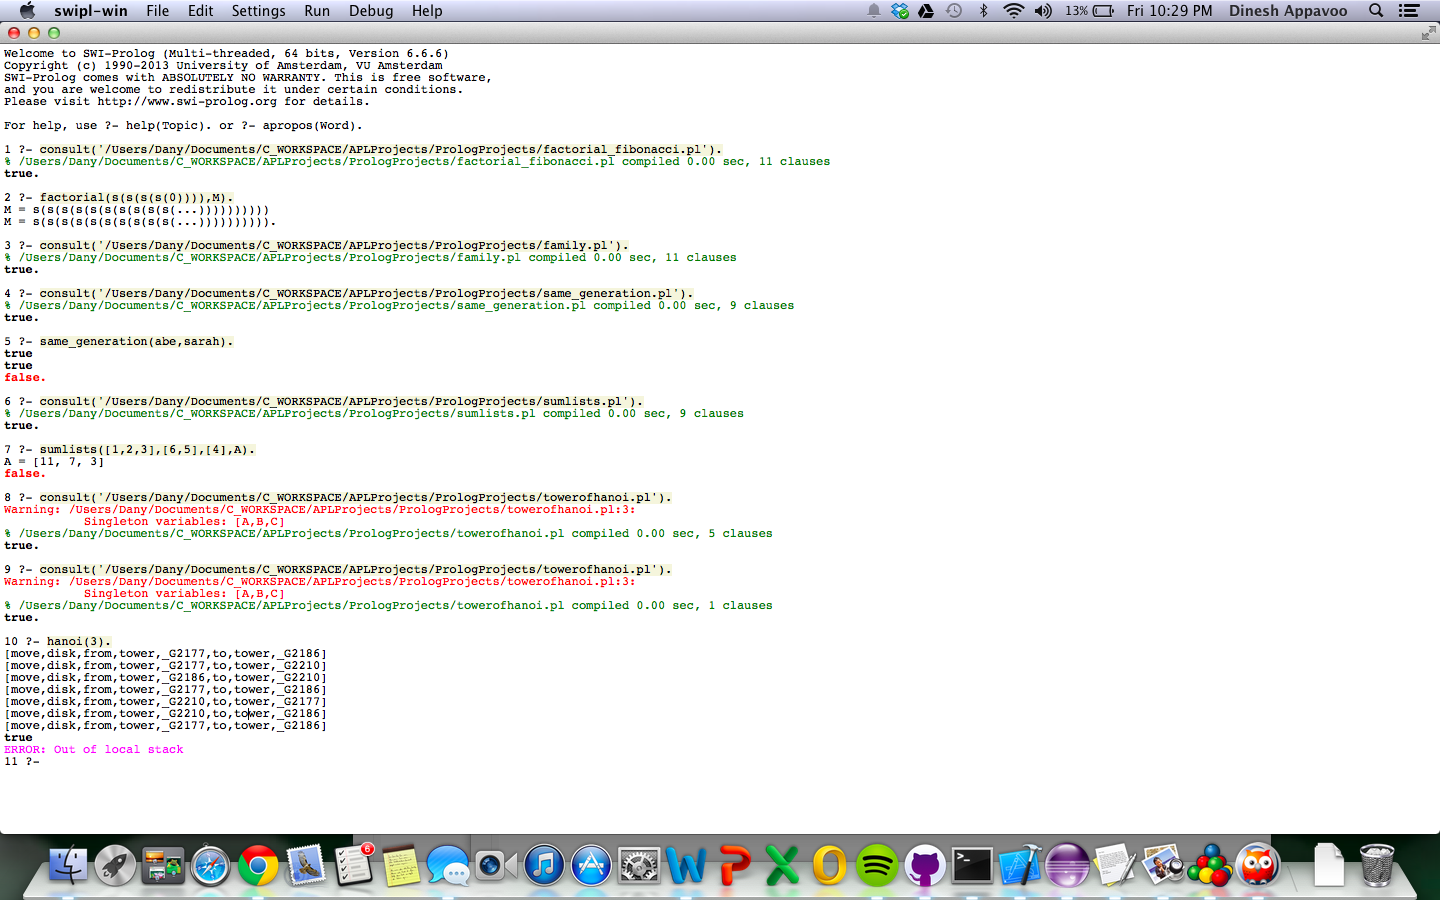 swipl-win File Edit Settings Run Debug Help 13% Fri 10:29 PM Dinesh Appavoo
Welcome to SWI-Prolog (Multi-threaded, 64 bits, Version 6.6.6)
Copyright (c) 1990-2013 University of Amsterdam, VU Amsterdam
SWI-Prolog comes with ABSOLUTELY NO WARRANTY. This is free software,
and you are welcome to redistribute it under certain conditions.
Please visit http://www.swi-prolog.org for details.
For help, use ?- help(Topic). or ?- apropos(Word).
1 ?- consult('/Users/Dany/Documents/C_WORKSPACE/APLProjects/PrologProjects/factorial_fibonacci.pl').
% /Users/Dany/Documents/C_WORKSPACE/APLProjects/PrologProjects/factorial_fibonacci.pl compiled 0.00 sec, 11 clauses
true.
2 ?- factorial(s(s(s(s(0)))),M).
M = s(s(s(s(s(s(s(s(s(s(...))))))))))
M = s(s(s(s(s(s(s(s(s(s(...)))))))))).
3 ?- consult('/Users/Dany/Documents/C_WORKSPACE/APLProjects/PrologProjects/family.pl').
% /Users/Dany/Documents/C_WORKSPACE/APLProjects/PrologProjects/family.pl compiled 0.00 sec, 11 clauses
true.
4 ?- consult('/Users/Dany/Documents/C_WORKSPACE/APLProjects/PrologProjects/same_generation.pl').
% /Users/Dany/Documents/C_WORKSPACE/APLProjects/PrologProjects/same_generation.pl compiled 0.00 sec, 9 clauses
true.
5 ?- same_generation(abe,sarah).
true
true
false.
6 ?- consult('/Users/Dany/Documents/C_WORKSPACE/APLProjects/PrologProjects/sumlists.pl').
% /Users/Dany/Documents/C_WORKSPACE/APLProjects/PrologProjects/sumlists.pl compiled 0.00 sec, 9 clauses
true.
7 ?- sumlists([1,2,3],[6,5],[4],A).
A = [11, 7, 3]
false.
8 ?- consult('/Users/Dany/Documents/C_WORKSPACE/APLProjects/PrologProjects/towerofhanoi.pl').
Warning: /Users/Dany/Documents/C_WORKSPACE/APLProjects/PrologProjects/towerofhanoi.pl:3:
Singleton variables: [A,B,C]
% /Users/Dany/Documents/C_WORKSPACE/APLProjects/PrologProjects/towerofhanoi.pl compiled 0.00 sec, 5 clauses
true.
9 ?- consult('/Users/Dany/Documents/C_WORKSPACE/APLProjects/PrologProjects/towerofhanoi.pl').
Warning: /Users/Dany/Documents/C_WORKSPACE/APLProjects/PrologProjects/towerofhanoi.pl:3:
Singleton variables: [A,B,C]
% /Users/Dany/Documents/C_WORKSPACE/APLProjects/PrologProjects/towerofhanoi.pl compiled 0.00 sec, 1 clauses
true.
10 ?- hanoi(3).
[move,disk,from,tower,_G2177,to,tower,_G2186]
[move,disk,from,tower,_G2177,to,tower,_G2210]
[move,disk,from,tower,_G2186,to,tower,_G2210]
[move,disk,from,tower,_G2177,to,tower,_G2186]
[move,disk,from,tower,_G2210,to,tower,_G2177]
[move,disk,from,tower,_G2210,to,tower,_G2186]
[move,disk,from,tower,_G2177,to,tower,_G2186]
true
ERROR: Out of local stack
11 ?-
6